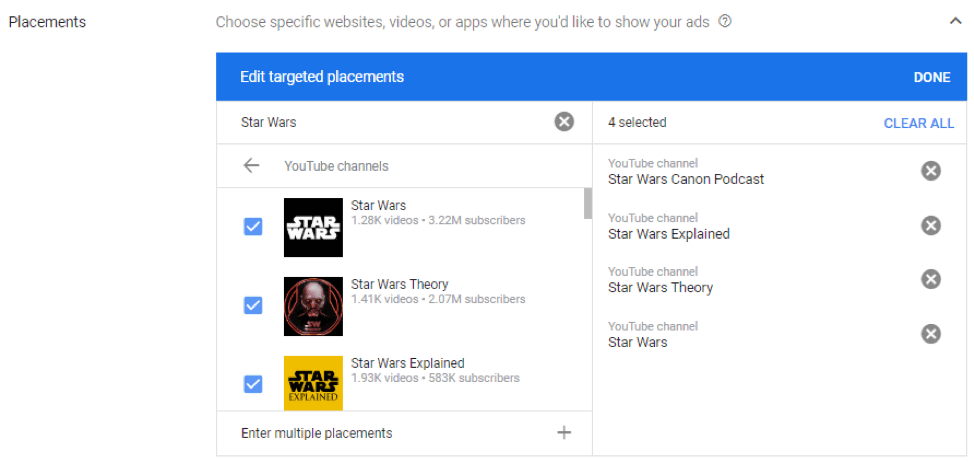 Placements
Choose specific websites, videos, or apps where you'd like to show your ads
Edit targeted placements
DONE
Star Wars
4 selected
CLEAR ALL
YouTube channels
STAR WARS
Star Wars
1.28K videos • 3.22M subscribers
SW
Star Wars Theory
1.41K videos • 2.07M subscribers
STAR WARS
EXPLAINED
Star Wars Explained
1.93K videos • 583K subscribers
Enter multiple placements
YouTube channel
Star Wars Canon Podcast
YouTube channel
Star Wars Explained
YouTube channel
Star Wars Theory
YouTube channel
Star Wars